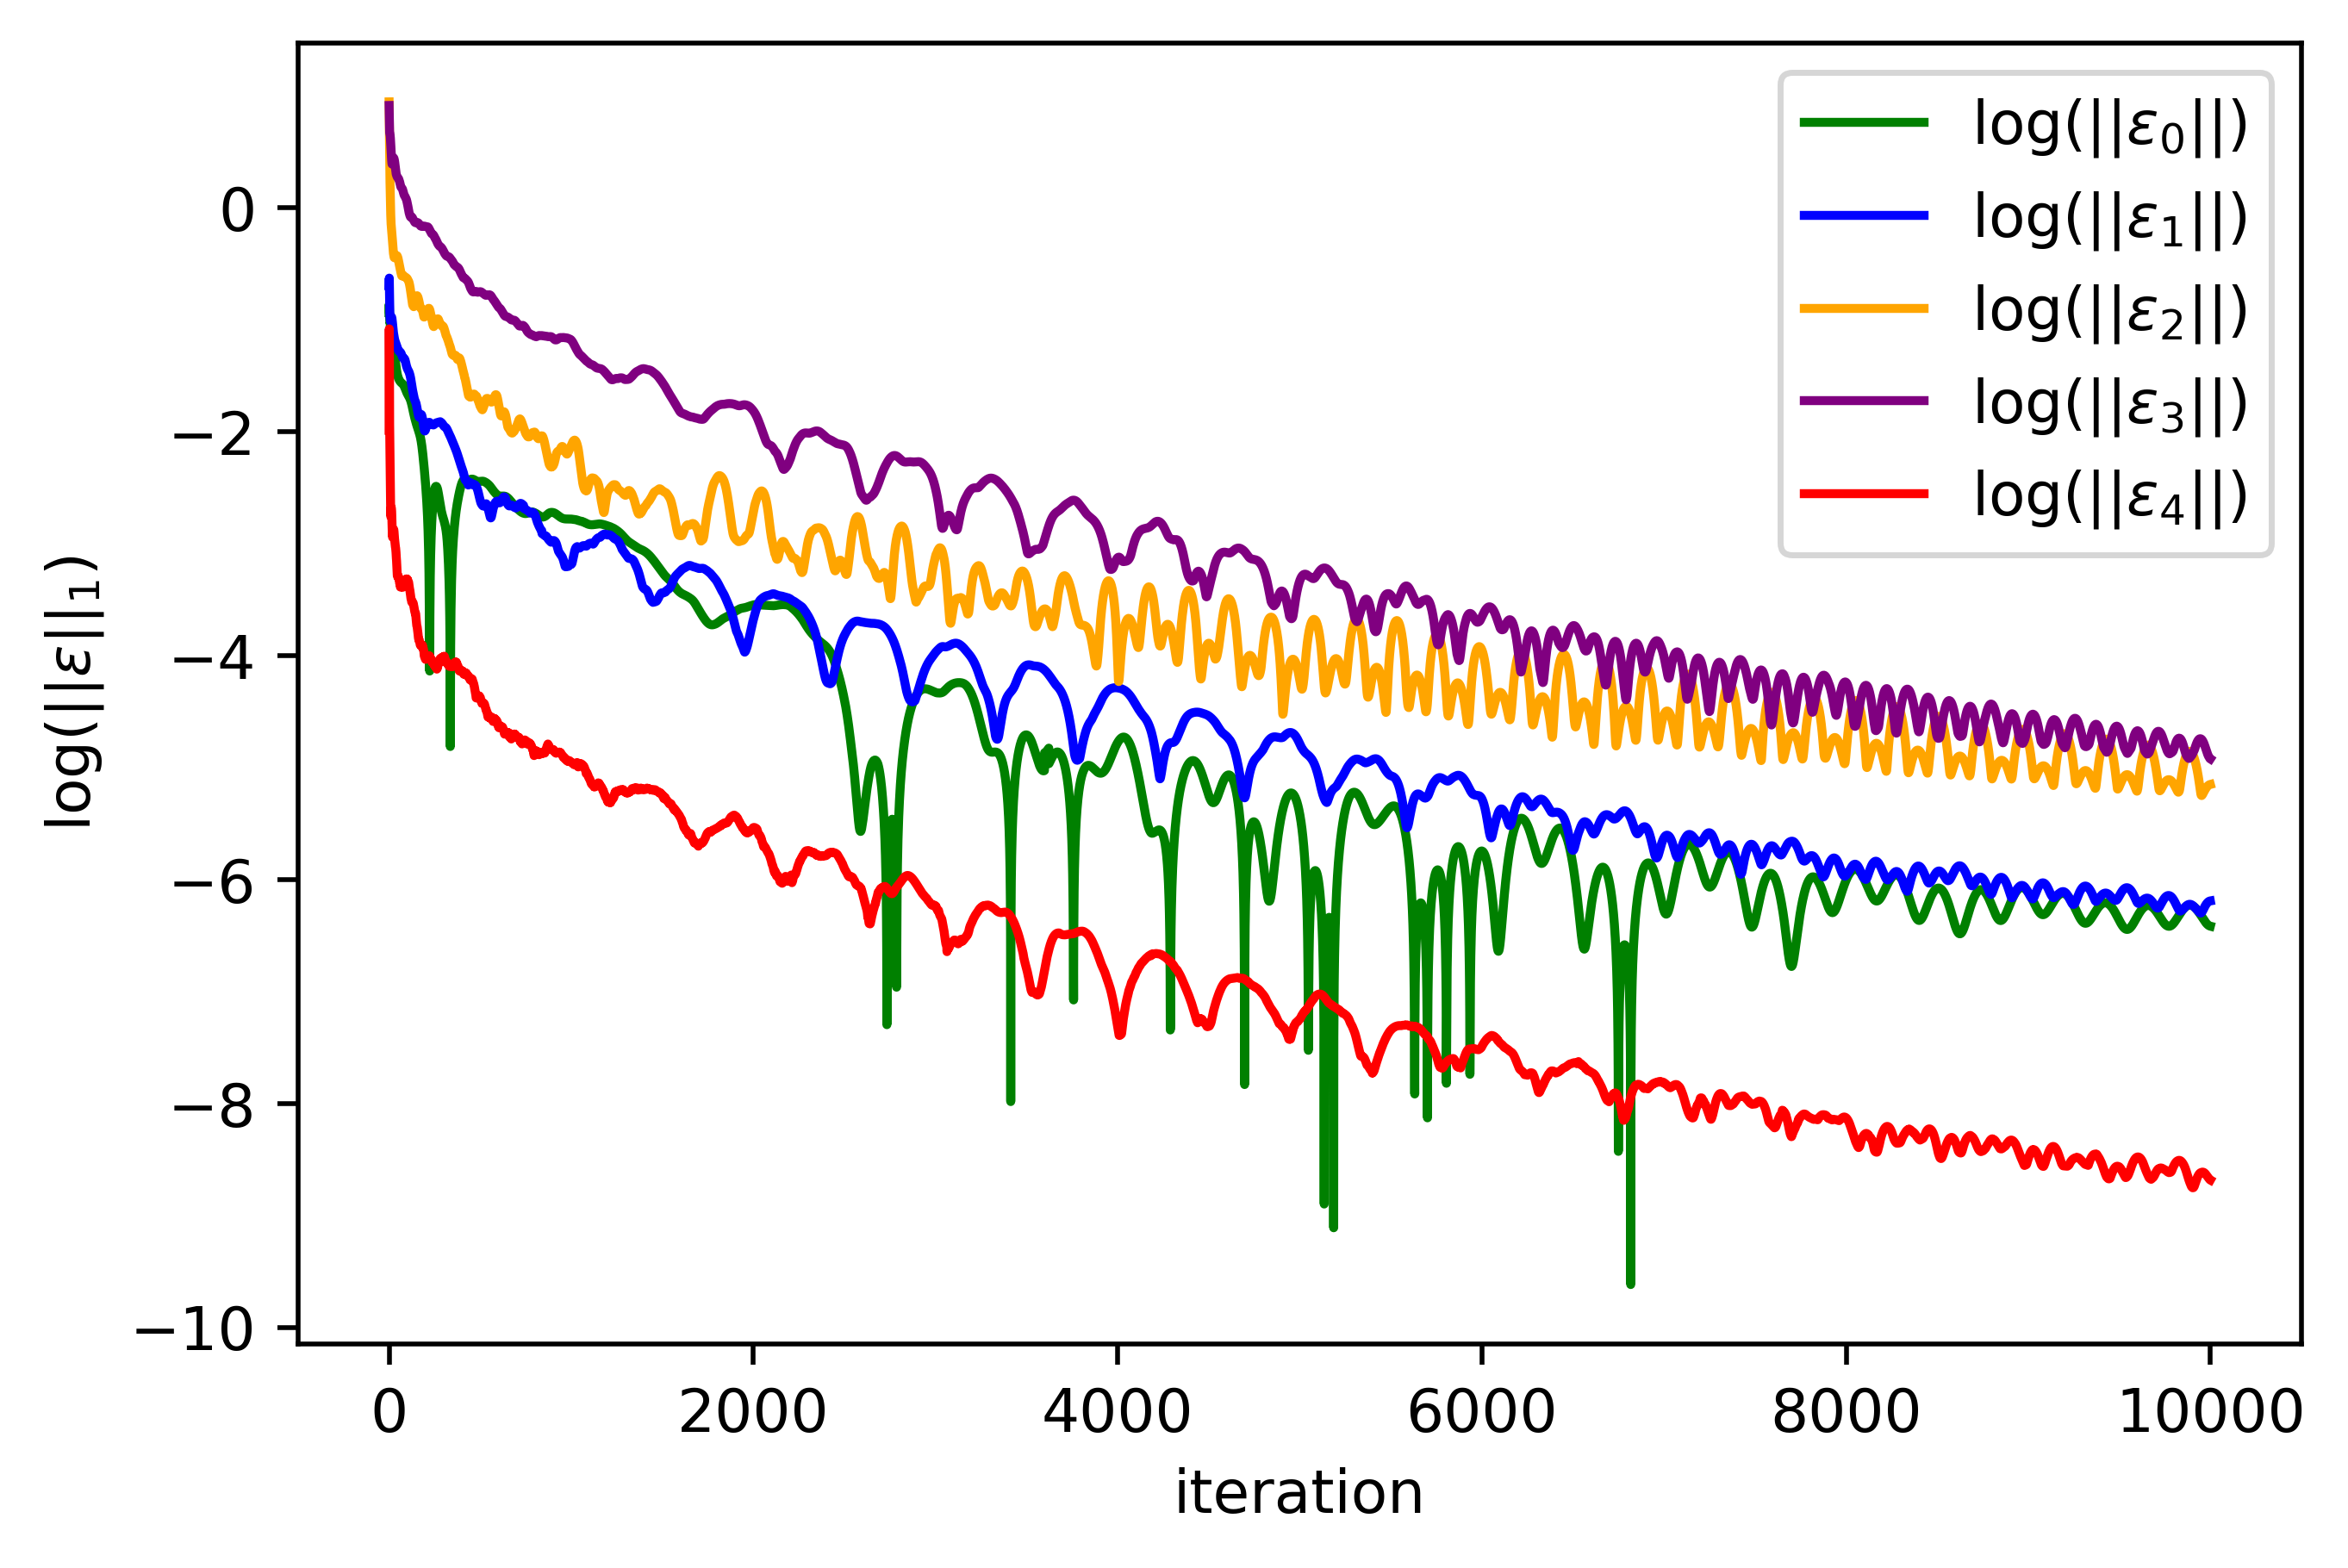 log(||ε||₁)
0
−2
−4
−6
−8
−10
log(||ε₀||)
log(||ε₁||)
log(||ε₂||)
log(||ε₃||)
log(||ε₄||)
0 2000 4000 6000 8000 10000
iteration